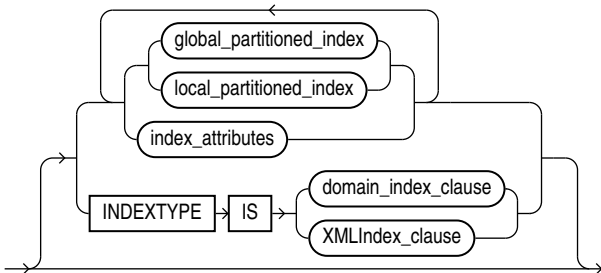 global_partitioned_index
local_partitioned_index
index_attributes
domain_index_clause
INDEXTYPE IS
XMLIndex_clause